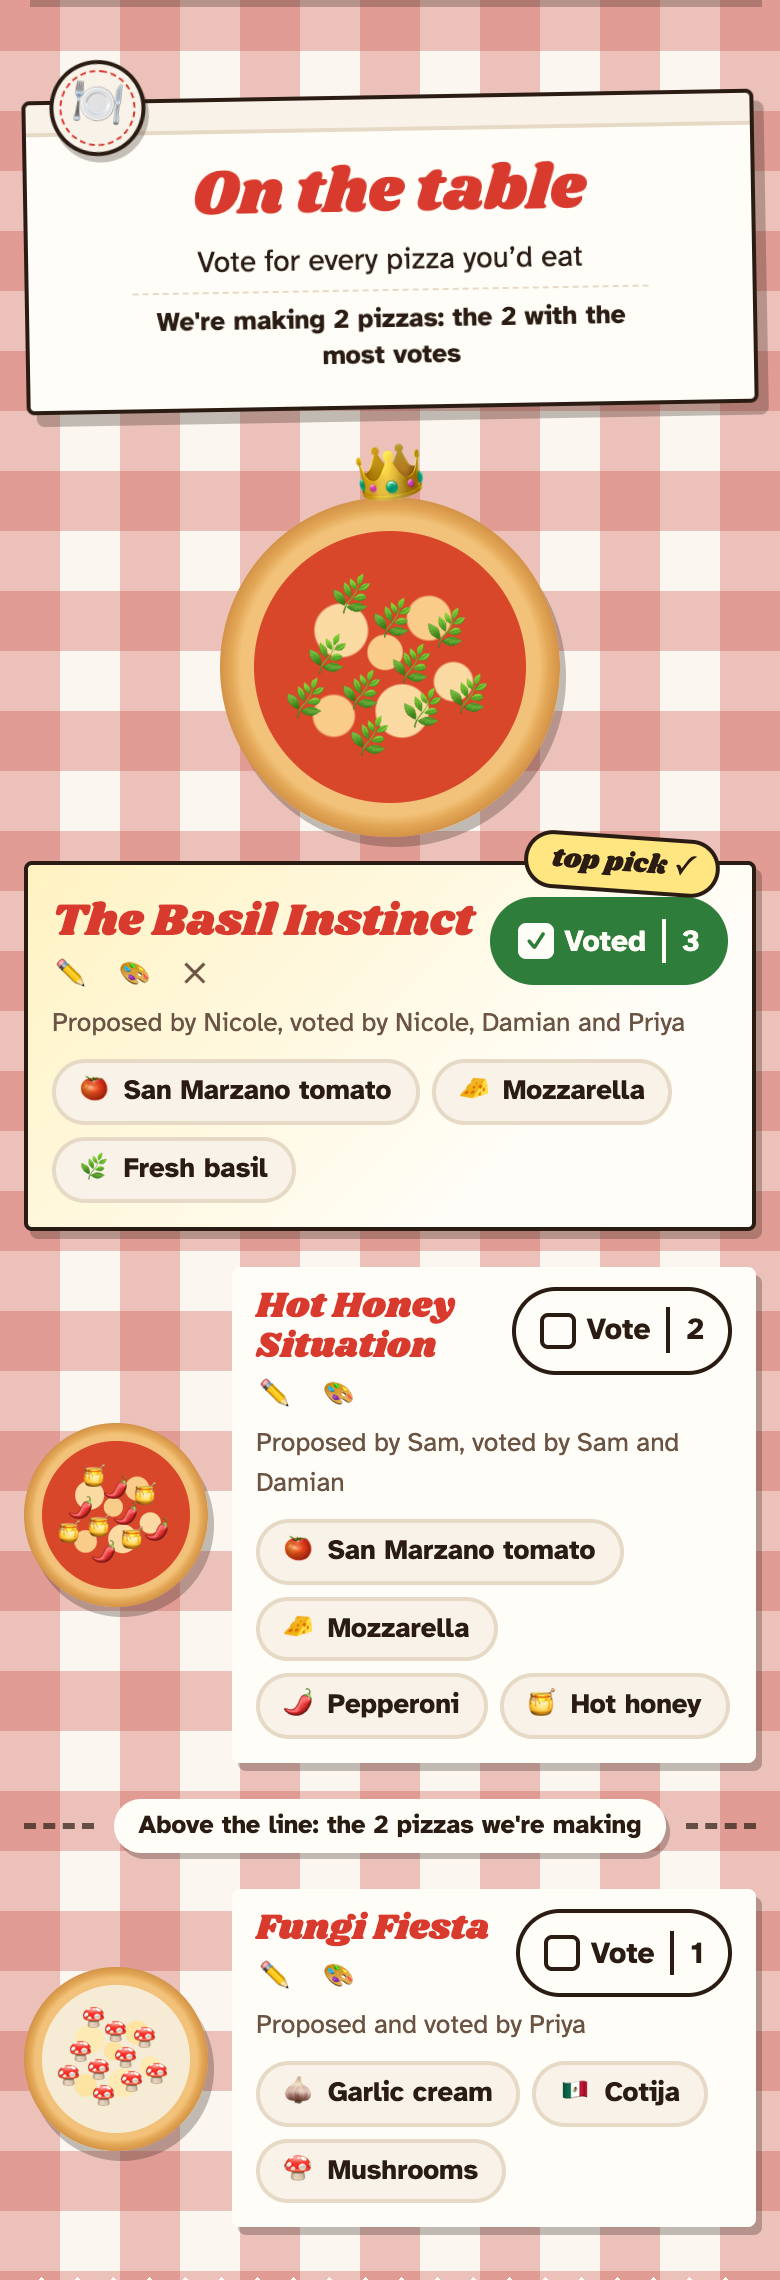 On the table
Vote for every pizza you’d eat
We're making 2 pizzas: the 2 with the
most votes
top pick ✓
The Basil Instinct
Voted | 3
Proposed by Nicole, voted by Nicole, Damian and Priya
San Marzano tomato
Mozzarella
Fresh basil
Hot Honey
Situation
Vote | 2
Proposed by Sam, voted by Sam and
Damian
San Marzano tomato
Mozzarella
Pepperoni
Hot honey
Above the line: the 2 pizzas we're making
Fungi Fiesta
Vote | 1
Proposed and voted by Priya
Garlic cream
Cotija
Mushrooms